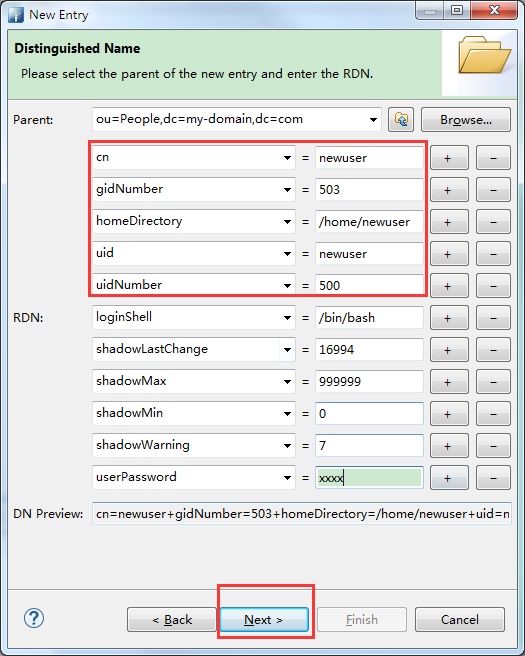 New Entry
Distinguished Name
Please select the parent of the new entry and enter the RDN.
Parent: ou=People,dc=my-domain,dc=com Browse...
cn = newuser + -
gidNumber = 503 + -
homeDirectory = /home/newuser + -
uid = newuser + -
uidNumber = 500 + -
RDN: loginShell = /bin/bash + -
shadowLastChange = 16994 + -
shadowMax = 999999 + -
shadowMin = 0 + -
shadowWarning = 7 + -
userPassword = xxxx + -
DN Preview: cn=newuser+gidNumber=503+homeDirectory=/home/newuser+uid=n
? < Back Next > Finish Cancel